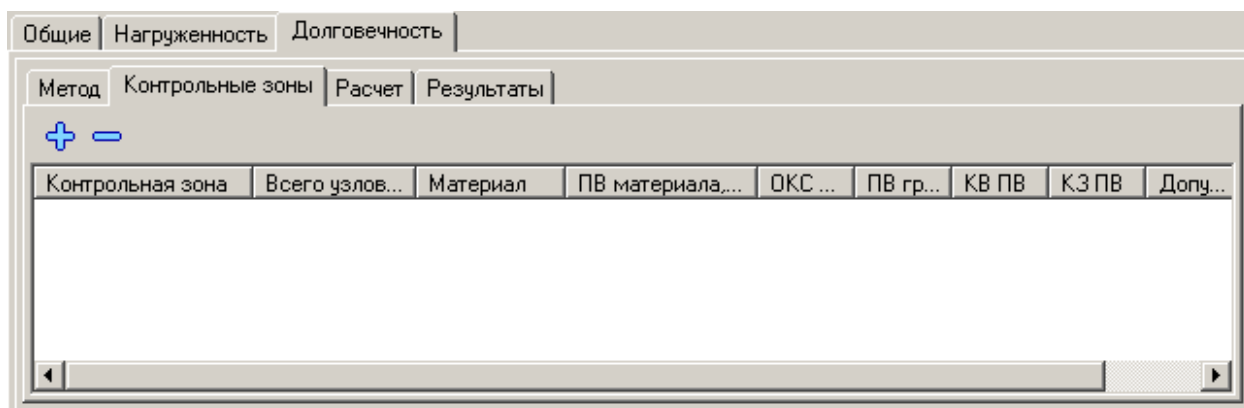 Общие Нагруженность Долговечность
Метод Контрольные зоны Расчет Результаты
Контрольная зона Всего узлов... Материал ПВ материала,... ОКС ... ПВ гр... КВ ПВ КЗ ПВ Допу...